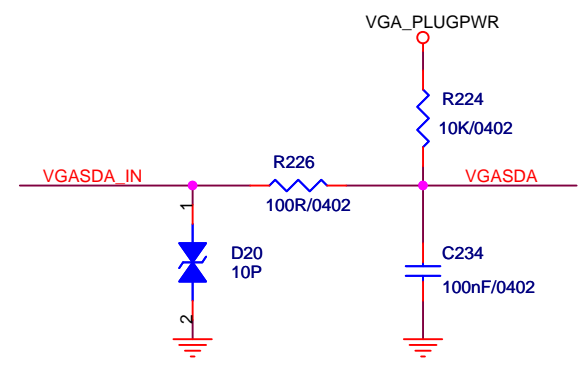 VGA_PLUGPWR
R224
10K/0402
R226
VGASDA_IN
VGASDA
100R/0402
1
D20
10P
C234
100nF/0402
2